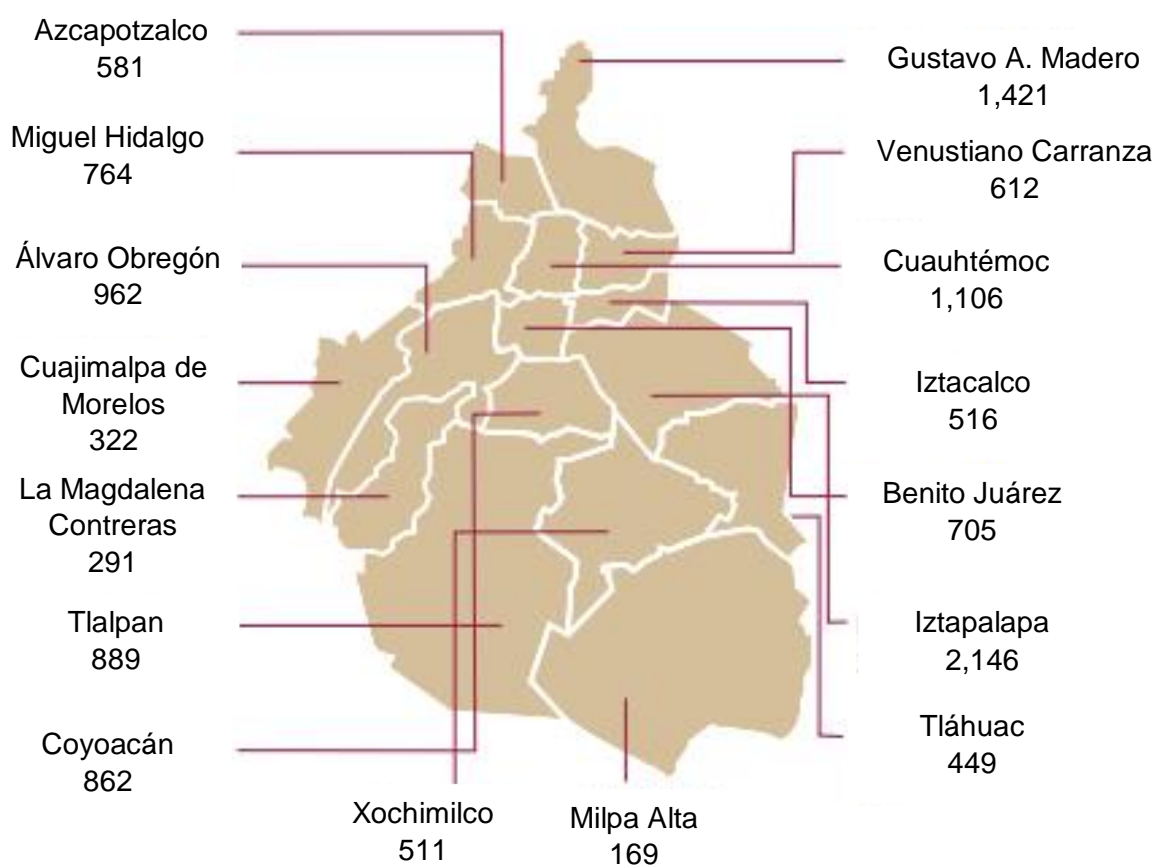 Azcapotzalco
581
Miguel Hidalgo
764
Álvaro Obregón
962
Cuajimalpa de
Morelos
322
La Magdalena
Contreras
291
Tlalpan
889
Coyoacán
862
Xochimilco
511
Milpa Alta
169
Gustavo A. Madero
1,421
Venustiano Carranza
612
Cuauhtémoc
1,106
Iztacalco
516
Benito Juárez
705
Iztapalapa
2,146
Tláhuac
449